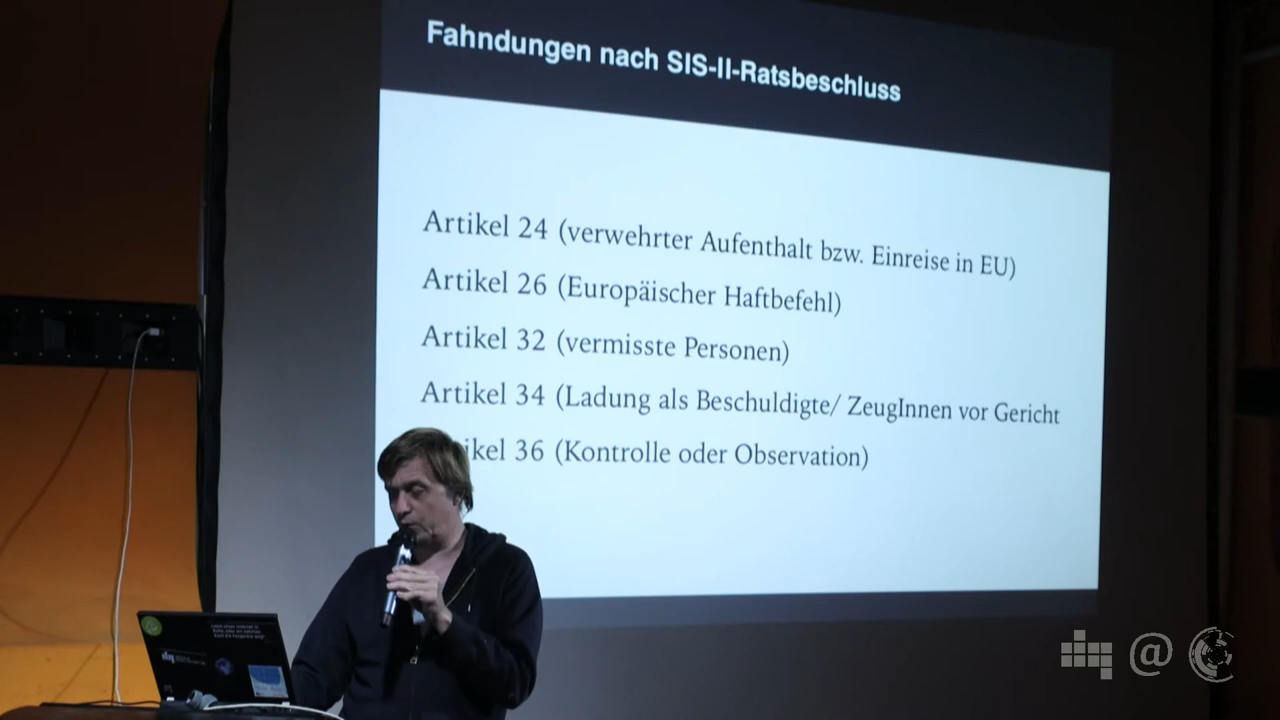 Fahndungen nach SIS-II-Ratsbeschluss
Artikel 24 (verwehrter Aufenthalt bzw. Einreise in EU)
Artikel 26 (Europäischer Haftbefehl)
Artikel 32 (vermisste Personen)
Artikel 34 (Ladung als Beschuldigte/ ZeugInnen vor Gericht
ikel 36 (Kontrolle oder Observation)
@